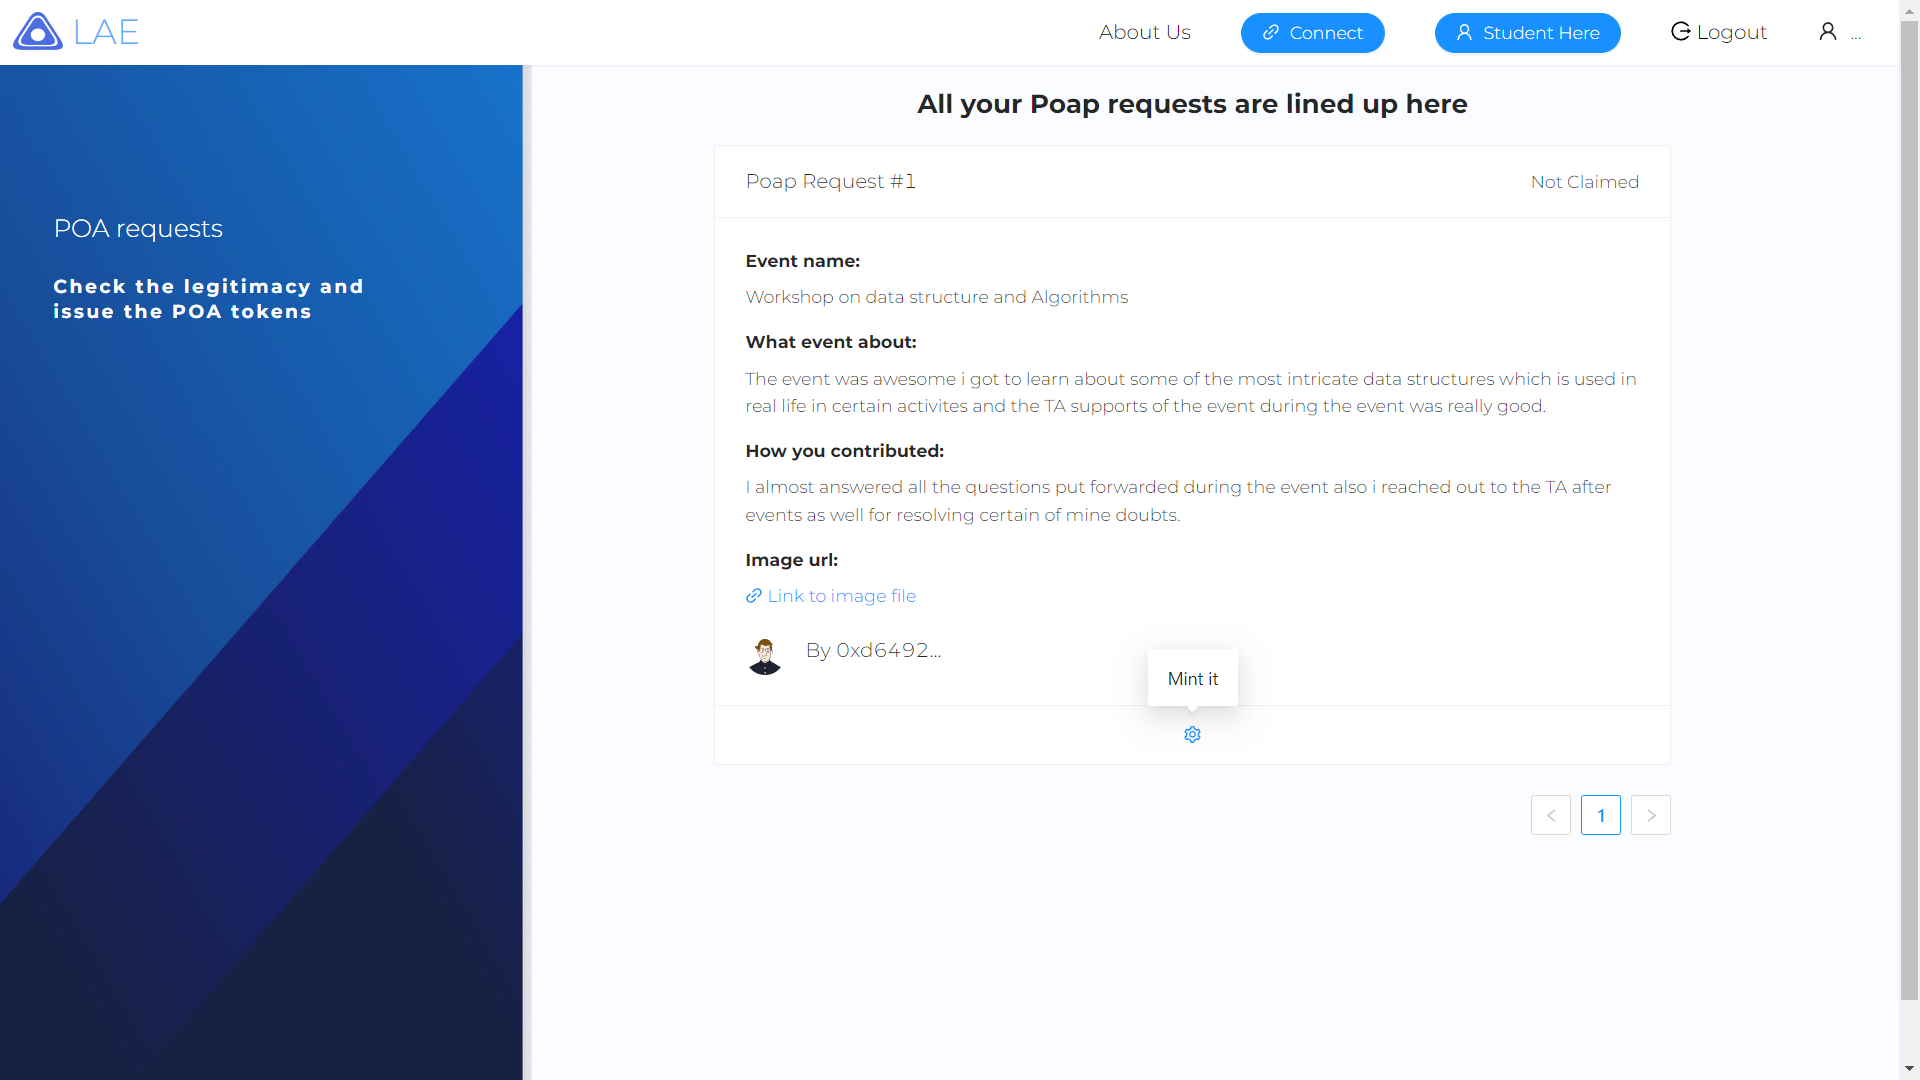 LAE
About Us
Connect
Student Here
Logout
...
POA requests
Check the legitimacy and
issue the POA tokens
All your Poap requests are lined up here
Poap Request #1
Not Claimed
Event name:
Workshop on data structure and Algorithms
What event about:
The event was awesome i got to learn about some of the most intricate data structures which is used in
real life in certain activites and the TA supports of the event during the event was really good.
How you contributed:
I almost answered all the questions put forwarded during the event also i reached out to the TA after
events as well for resolving certain of mine doubts.
Image url:
Link to image file
By 0xd6492...
Mint it
1